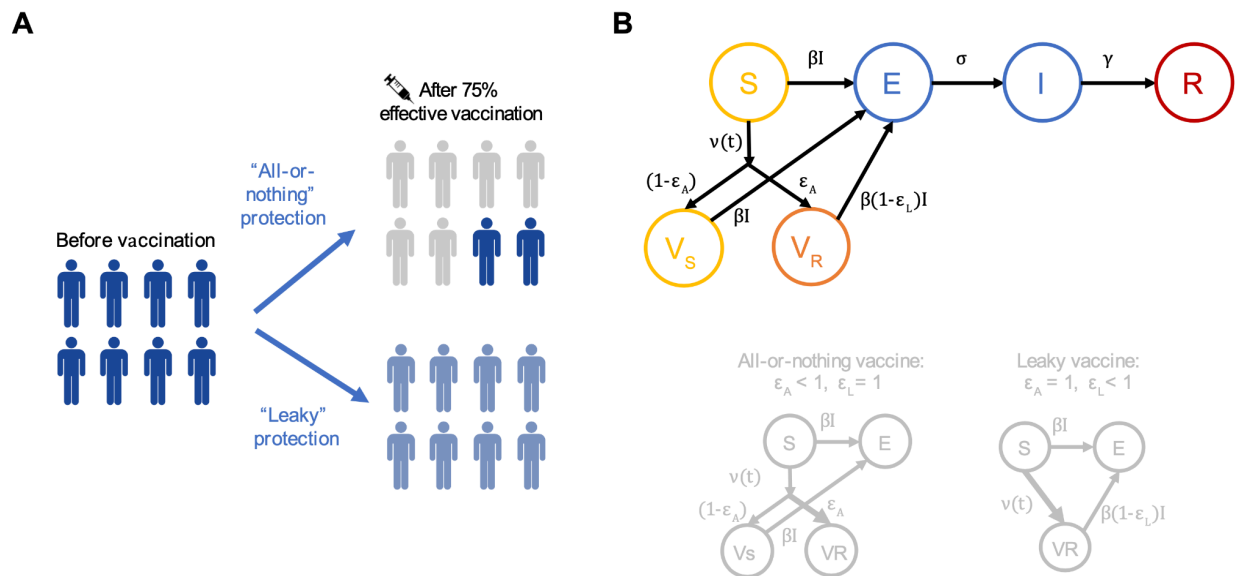 A
After 75%
effective vaccination
"All-or-
nothing"
protection
Before vaccination
"Leaky"
protection
B
S
βI
E
σ
I
γ
R
ν(t)
(1-ε_A)
ε_A
βI
β(1-ε_L)I
V_S
V_R
All-or-nothing vaccine:
ε_A < 1, ε_L = 1
S
βI
E
ν(t)
(1-ε_A)
ε_A
βI
Vs
VR
Leaky vaccine:
ε_A = 1, ε_L < 1
S
βI
E
ν(t)
β(1-ε_L)I
VR